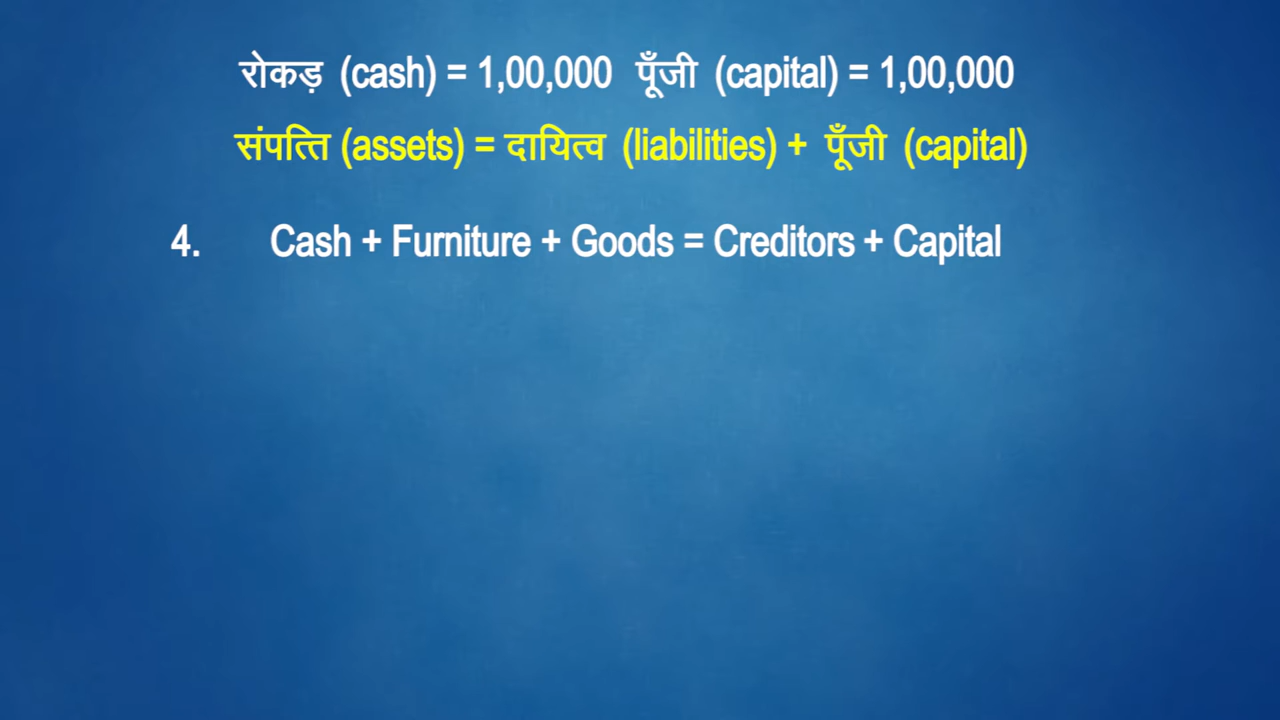 रोकड़ (cash) = 1,00,000 पूँजी (capital) = 1,00,000
संपत्ति (assets) = दायित्व (liabilities) + पूँजी (capital)
4. Cash + Furniture + Goods = Creditors + Capital